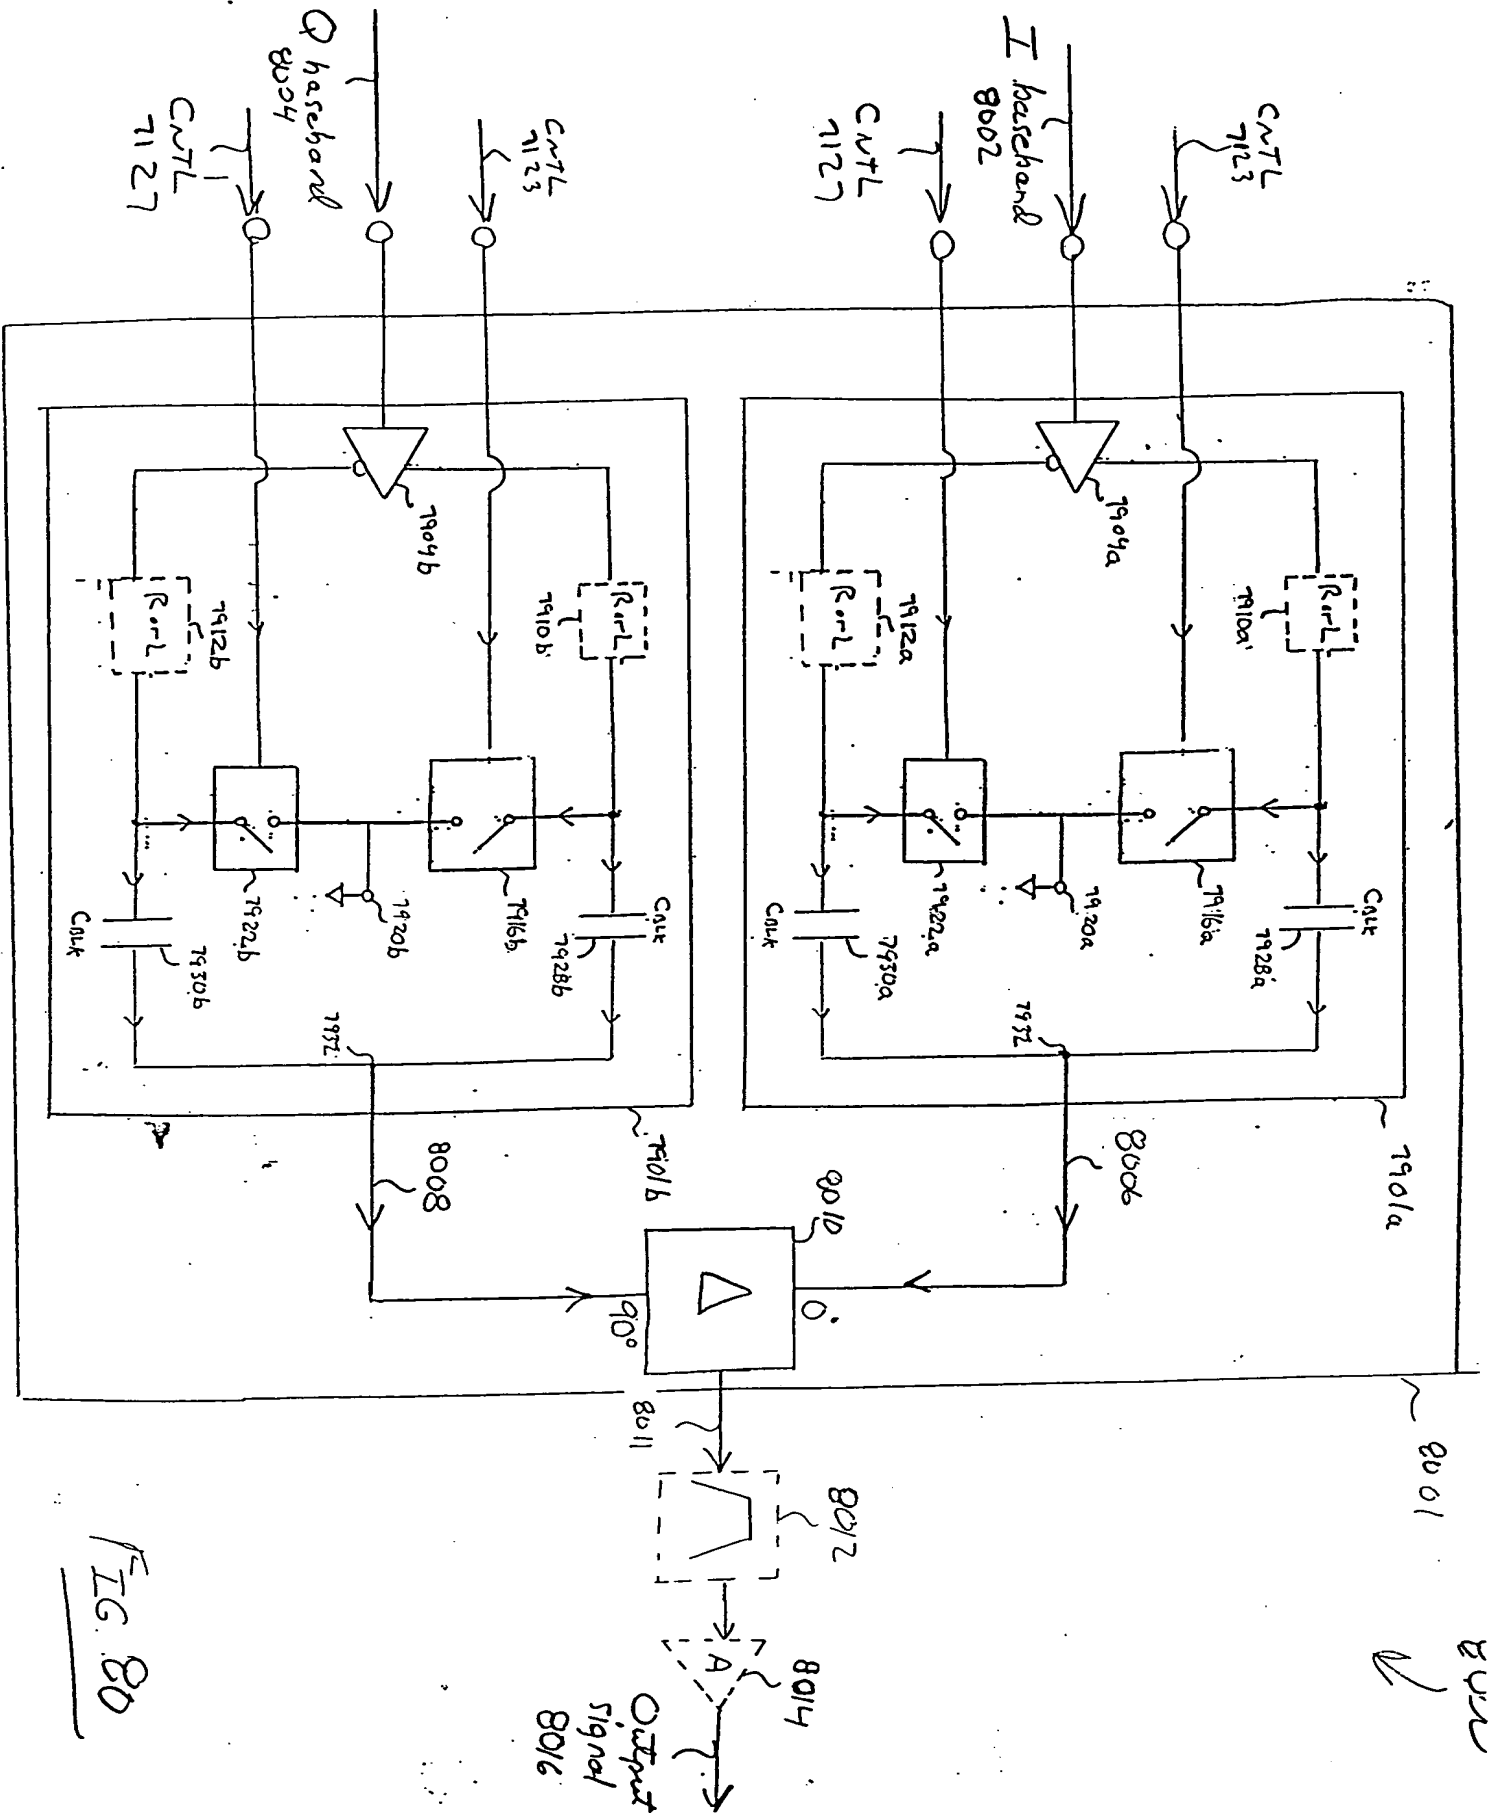 CNTL
7123
I baseband
8002
CNTL
7127
CNTL
7123
Q baseband
8004
CNTL
7127
7904a
R or L
7910a
R or L
7912a
7916a
7920a
7922a
CBLK
7928a
CBLK
7930a
7932
7901a
8006
7904b
R or L
7910b
R or L
7912b
7916b
7920b
7922b
CBLK
7928b
CBLK
7930b
7932
7901b
8008
8010
0°
90°
8001
8011
8012
A
8014
Output
signal
8016
FIG. 80